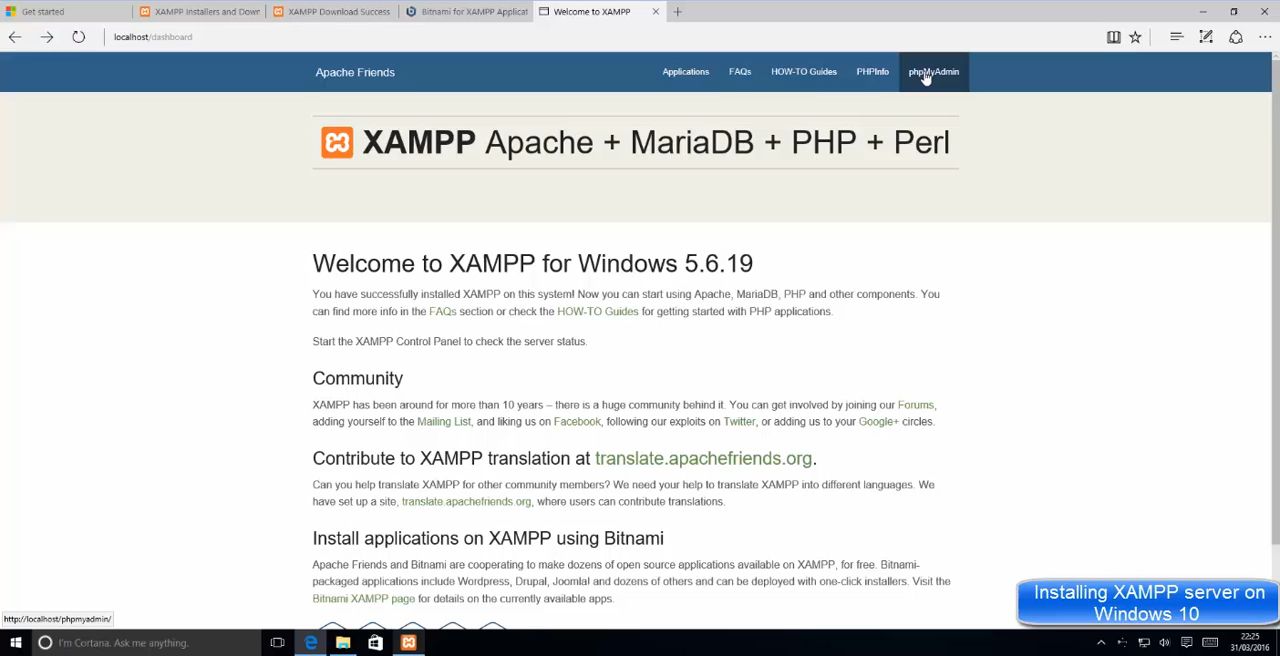 Get started
XAMPP Installers and Down
XAMPP Download Success
Bitnami for XAMPP Applicat
Welcome to XAMPP
localhost/dashboard
Apache Friends
Applications
FAQs
HOW-TO Guides
PHPInfo
phpMyAdmin
XAMPP Apache + MariaDB + PHP + Perl
Welcome to XAMPP for Windows 5.6.19
You have successfully installed XAMPP on this system! Now you can start using Apache, MariaDB, PHP and other components. You
can find more info in the FAQs section or check the HOW-TO Guides for getting started with PHP applications.
Start the XAMPP Control Panel to check the server status.
Community
XAMPP has been around for more than 10 years – there is a huge community behind it. You can get involved by joining our Forums,
adding yourself to the Mailing List, and liking us on Facebook, following our exploits on Twitter, or adding us to your Google+ circles.
Contribute to XAMPP translation at translate.apachefriends.org.
Can you help translate XAMPP for other community members? We need your help to translate XAMPP into different languages. We
have set up a site, translate.apachefriends.org, where users can contribute translations.
Install applications on XAMPP using Bitnami
Apache Friends and Bitnami are cooperating to make dozens of open source applications available on XAMPP, for free. Bitnami-
packaged applications include Wordpress, Drupal, Joomla! and dozens of others and can be deployed with one-click installers. Visit the
Bitnami XAMPP page for details on the currently available apps.
Installing XAMPP server on
Windows 10
http://localhost/phpmyadmin/
I'm Cortana. Ask me anything.
22:25
31/03/2016